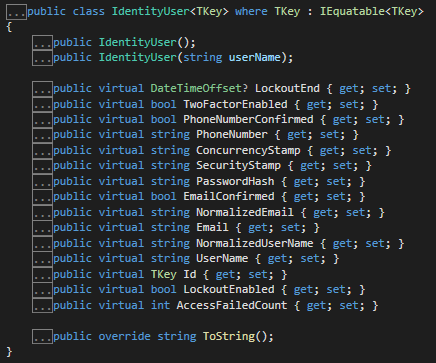 ...public class IdentityUser<TKey> where TKey : IEquatable<TKey>
{
...public IdentityUser();
...public IdentityUser(string userName);
...public virtual DateTimeOffset? LockoutEnd { get; set; }
...public virtual bool TwoFactorEnabled { get; set; }
...public virtual bool PhoneNumberConfirmed { get; set; }
...public virtual string PhoneNumber { get; set; }
...public virtual string ConcurrencyStamp { get; set; }
...public virtual string SecurityStamp { get; set; }
...public virtual string PasswordHash { get; set; }
...public virtual bool EmailConfirmed { get; set; }
...public virtual string NormalizedEmail { get; set; }
...public virtual string Email { get; set; }
...public virtual string NormalizedUserName { get; set; }
...public virtual string UserName { get; set; }
...public virtual TKey Id { get; set; }
...public virtual bool LockoutEnabled { get; set; }
...public virtual int AccessFailedCount { get; set; }
...public override string ToString();
}